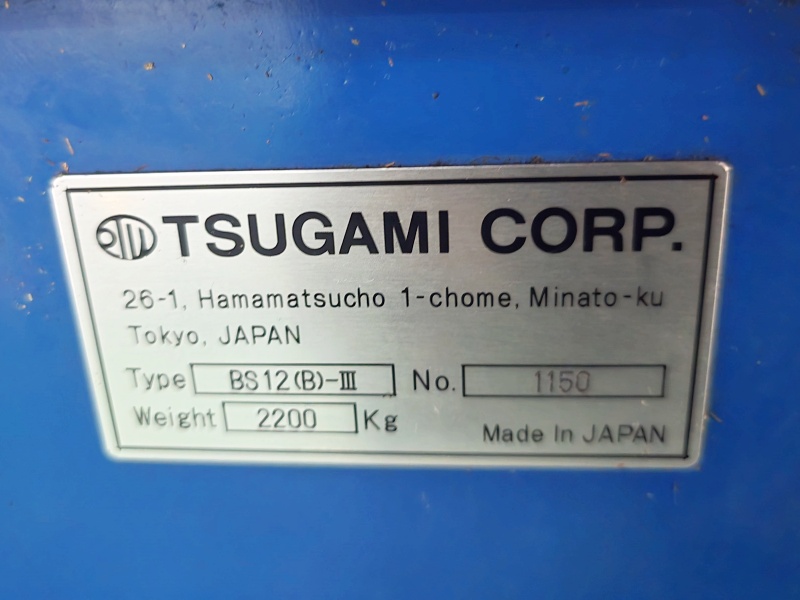 TSUGAMI CORP.
26-1, Hamamatsucho 1-chome, Minato-ku
Tokyo, JAPAN
Type BS12(B)-III No. 1150
Weight 2200 Kg
Made In JAPAN